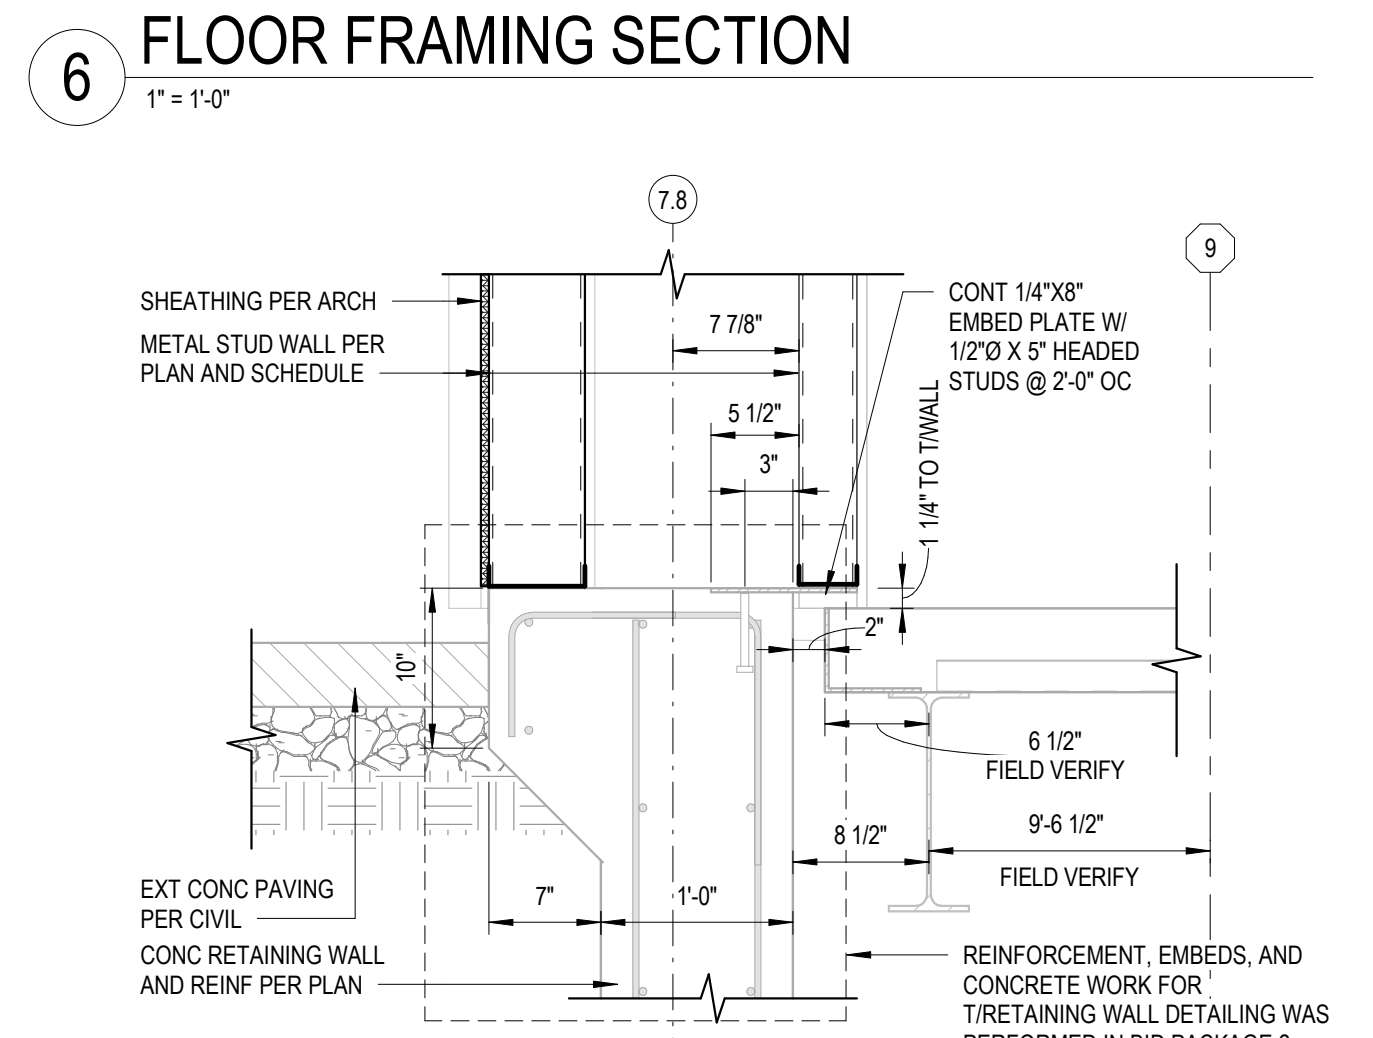 6
FLOOR FRAMING SECTION
1" = 1'-0"
7.8
9
SHEATHING PER ARCH
METAL STUD WALL PER
PLAN AND SCHEDULE
7 7/8"
5 1/2"
3"
CONT 1/4"X8"
EMBED PLATE W/
1/2"Ø X 5" HEADED
STUDS @ 2'-0" OC
1 1/4" TO T/WALL
10"
2"
6 1/2"
FIELD VERIFY
8 1/2"
9'-6 1/2"
FIELD VERIFY
7"
1'-0"
EXT CONC PAVING
PER CIVIL
CONC RETAINING WALL
AND REINF PER PLAN
REINFORCEMENT, EMBEDS, AND
CONCRETE WORK FOR
T/RETAINING WALL DETAILING WAS
PERFORMED IN BID PACKAGE